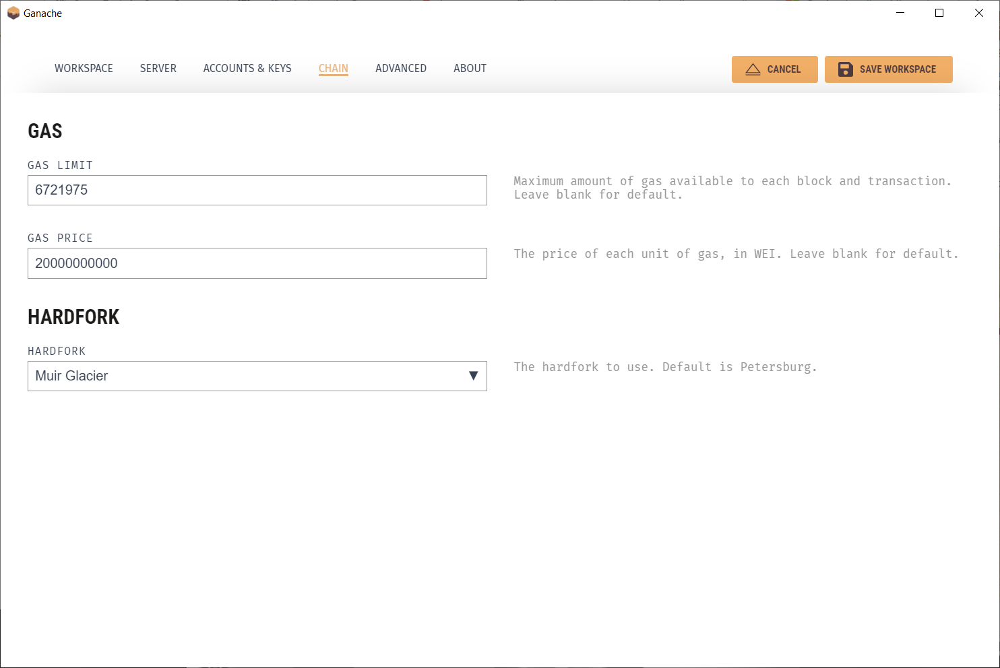 Ganache
WORKSPACE SERVER ACCOUNTS & KEYS CHAIN ADVANCED ABOUT CANCEL SAVE WORKSPACE
GAS
GAS LIMIT
6721975
Maximum amount of gas available to each block and transaction.
Leave blank for default.
GAS PRICE
20000000000
The price of each unit of gas, in WEI. Leave blank for default.
HARDFORK
HARDFORK
Muir Glacier
The hardfork to use. Default is Petersburg.